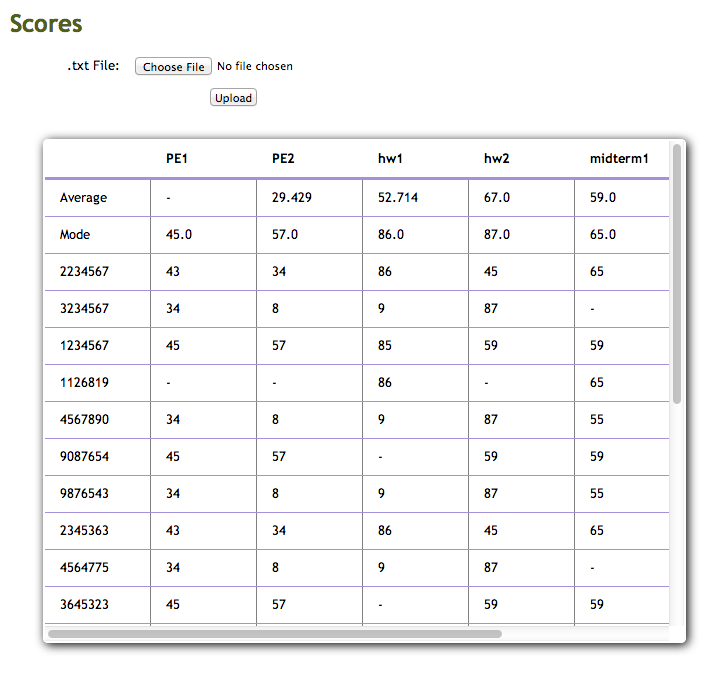 Scores
.txt File: Choose File No file chosen
Upload
PE1 PE2 hw1 hw2 midterm1
Average - 29.429 52.714 67.0 59.0
Mode 45.0 57.0 86.0 87.0 65.0
2234567 43 34 86 45 65
3234567 34 8 9 87 -
1234567 45 57 85 59 59
1126819 - - 86 - 65
4567890 34 8 9 87 55
9087654 45 57 - 59 59
9876543 34 8 9 87 55
2345363 43 34 86 45 65
4564775 34 8 9 87 -
3645323 45 57 - 59 59